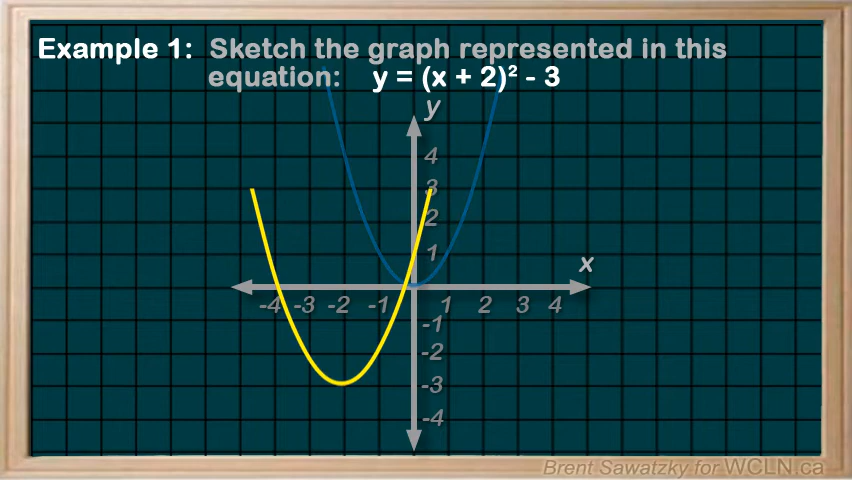 Example 1: Sketch the graph represented in this
equation: y = (x + 2)² - 3
y
4
3
2
1
x
-4 -3 -2 -1 1 2 3 4
-1
-2
-3
-4
Brent Sawatzky for WCLN.ca